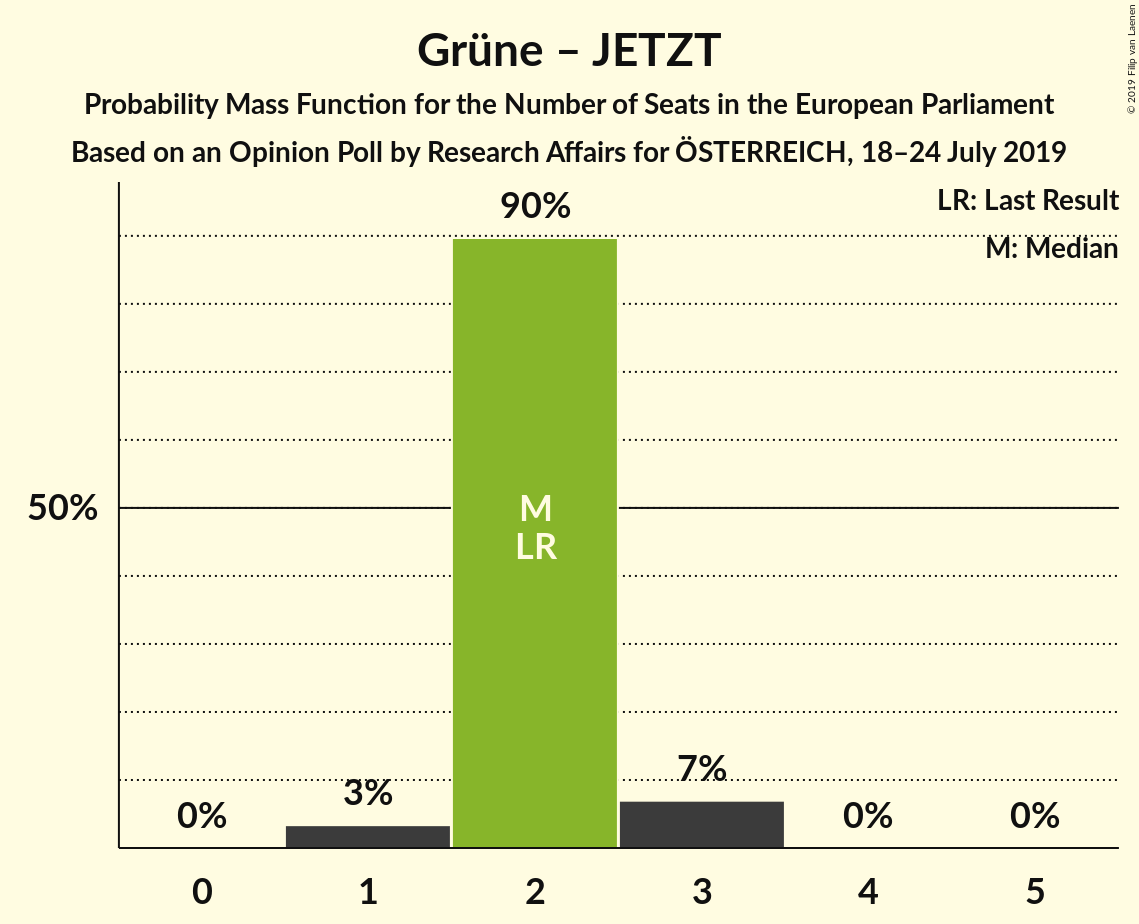 Grüne – JETZT
Probability Mass Function for the Number of Seats in the European Parliament
Based on an Opinion Poll by Research Affairs for ÖSTERREICH, 18–24 July 2019
© 2019 Filip van Laenen
LR: Last Result
M: Median
90%
50%
M
LR
7%
3%
0%
0%
0%
0
1
2
3
4
5